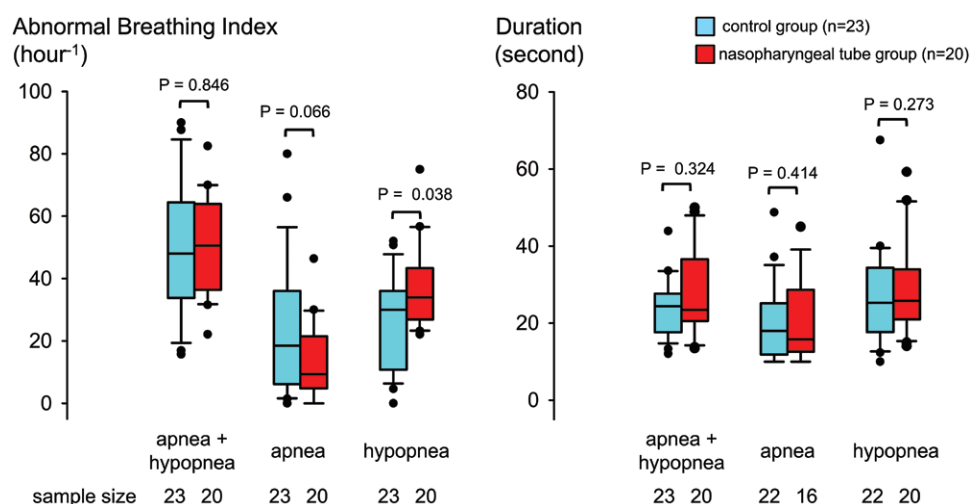 Abnormal Breathing Index
(hour⁻¹)
P = 0.846
P = 0.066
P = 0.038
100
80
60
40
20
0
apnea +
hypopnea
apnea
hypopnea
sample size
23 20
23 20
23 20
Duration
(second)
control group (n=23)
nasopharyngeal tube group (n=20)
P = 0.324
P = 0.414
P = 0.273
80
60
40
20
0
apnea +
hypopnea
apnea
hypopnea
23 20
22 16
22 20